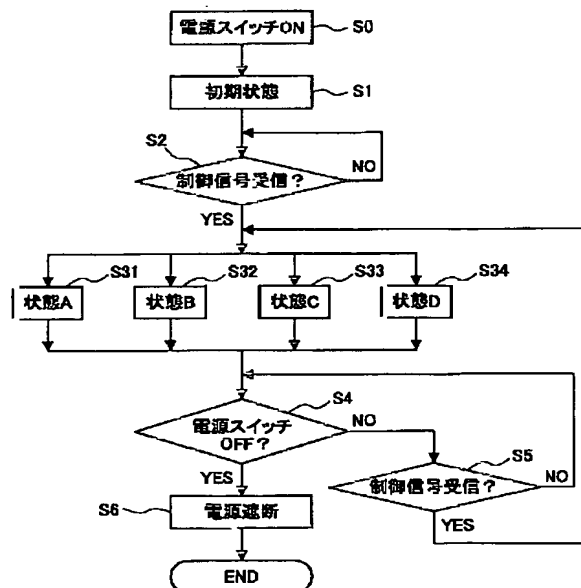 電源スイッチON
S0
初期状態
S1
S2
制御信号受信?
NO
YES
S31
S32
S33
S34
状態A
状態B
状態C
状態D
S4
電源スイッチ
OFF?
NO
YES
S5
制御信号受信?
NO
YES
S6
電源遮断
END